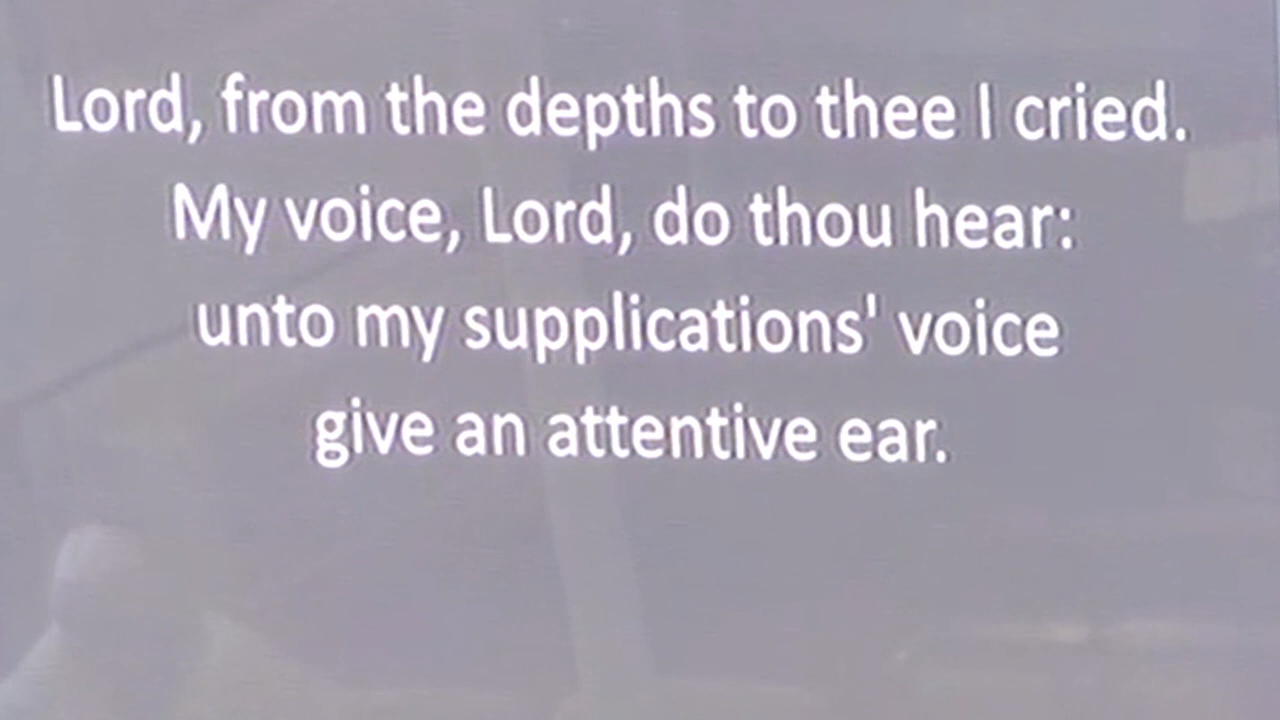 Lord, from the depths to thee I cried.
My voice, Lord, do thou hear:
unto my supplications' voice
give an attentive ear.